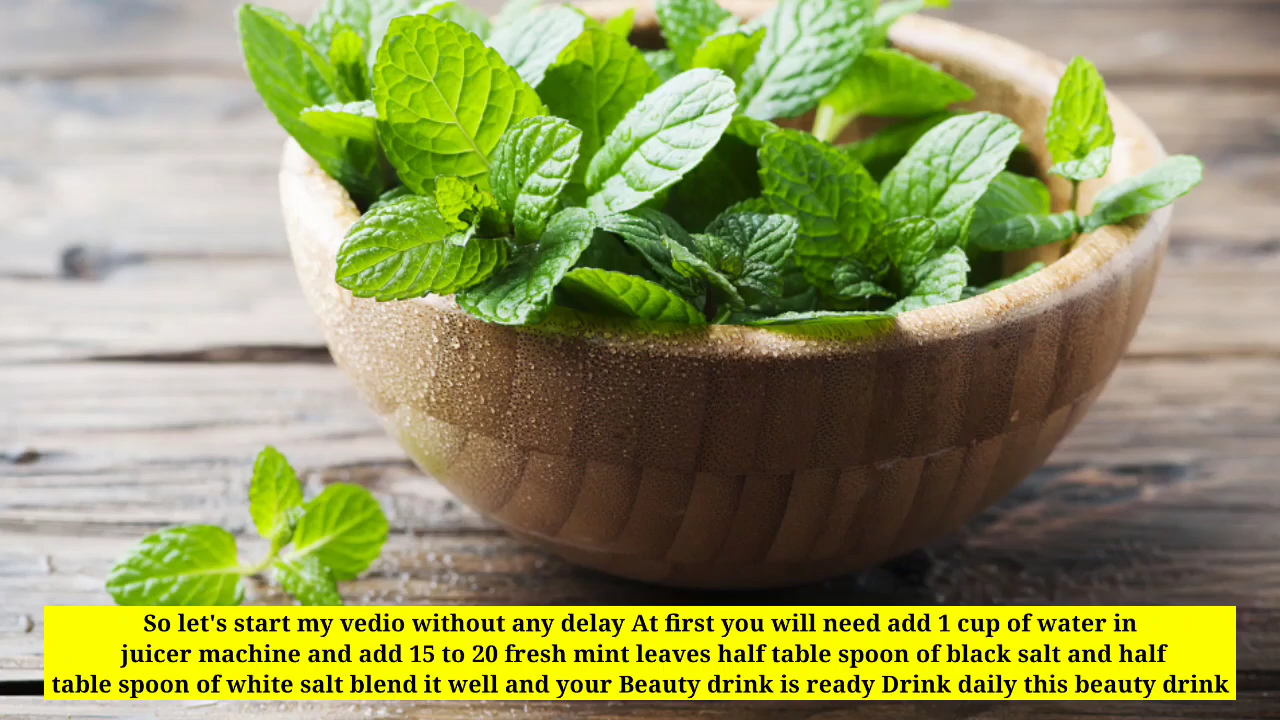 So let's start my vedio without any delay At first you will need add 1 cup of water in
juicer machine and add 15 to 20 fresh mint leaves half table spoon of black salt and half
table spoon of white salt blend it well and your Beauty drink is ready Drink daily this beauty drink